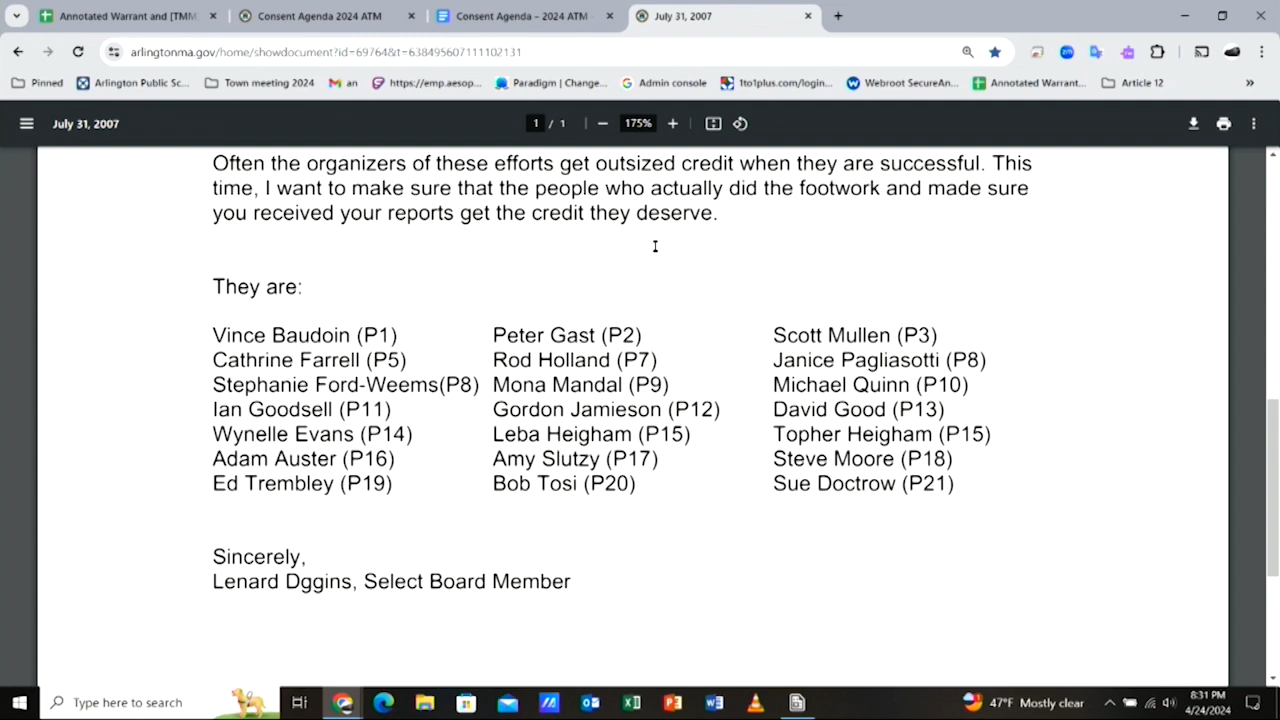 Annotated Warrant and [TMM
Consent Agenda 2024 ATM
Consent Agenda – 2024 ATM
July 31, 2007
arlingtonma.gov/home/showdocument?id=69764&t=638495607111102131
Pinned
Arlington Public Sc...
Town meeting 2024
an
https://emp.aesop...
Paradigm | Change...
Admin console
1to1plus.com/login...
Webroot SecureAn...
Annotated Warrant...
Article 12
July 31, 2007
1 / 1
175%
Often the organizers of these efforts get outsized credit when they are successful. This
time, I want to make sure that the people who actually did the footwork and made sure
you received your reports get the credit they deserve.
They are:
Vince Baudoin (P1) Peter Gast (P2) Scott Mullen (P3)
Cathrine Farrell (P5) Rod Holland (P7) Janice Pagliasotti (P8)
Stephanie Ford-Weems(P8) Mona Mandal (P9) Michael Quinn (P10)
Ian Goodsell (P11) Gordon Jamieson (P12) David Good (P13)
Wynelle Evans (P14) Leba Heigham (P15) Topher Heigham (P15)
Adam Auster (P16) Amy Slutzy (P17) Steve Moore (P18)
Ed Trembley (P19) Bob Tosi (P20) Sue Doctrow (P21)
Sincerely,
Lenard Dggins, Select Board Member
Type here to search
47°F Mostly clear
8:31 PM
4/24/2024